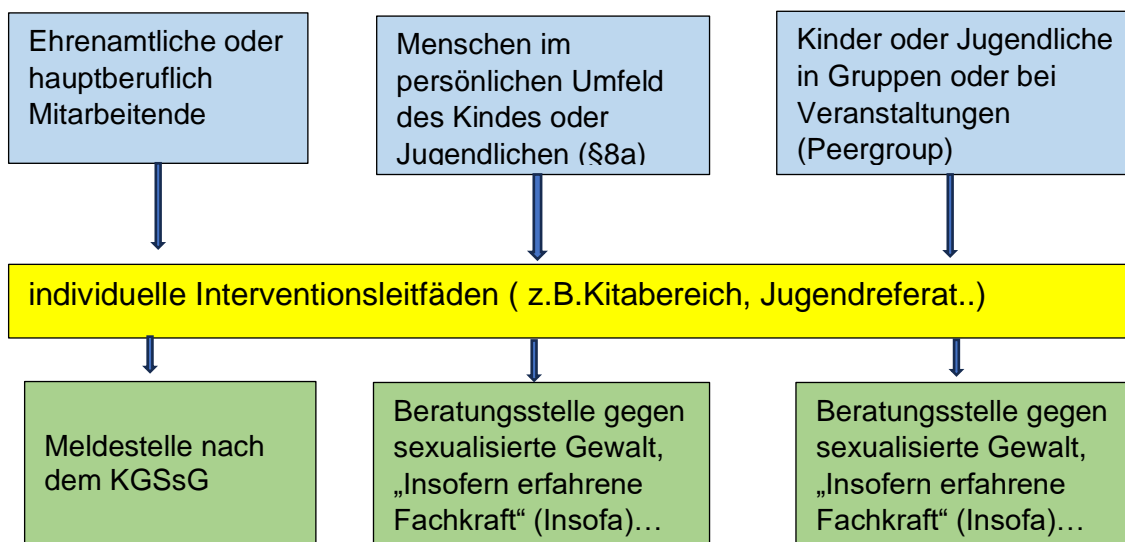 Ehrenamtliche oder
hauptberuflich
Mitarbeitende
Menschen im
persönlichen Umfeld
des Kindes oder
Jugendlichen (§8a)
Kinder oder Jugendliche
in Gruppen oder bei
Veranstaltungen
(Peergroup)
individuelle Interventionsleitfäden ( z.B.Kitabereich, Jugendreferat..)
Meldestelle nach
dem KGSsG
Beratungsstelle gegen
sexualisierte Gewalt,
„Insofern erfahrene
Fachkraft“ (Insofa)…
Beratungsstelle gegen
sexualisierte Gewalt,
„Insofern erfahrene
Fachkraft“ (Insofa)…